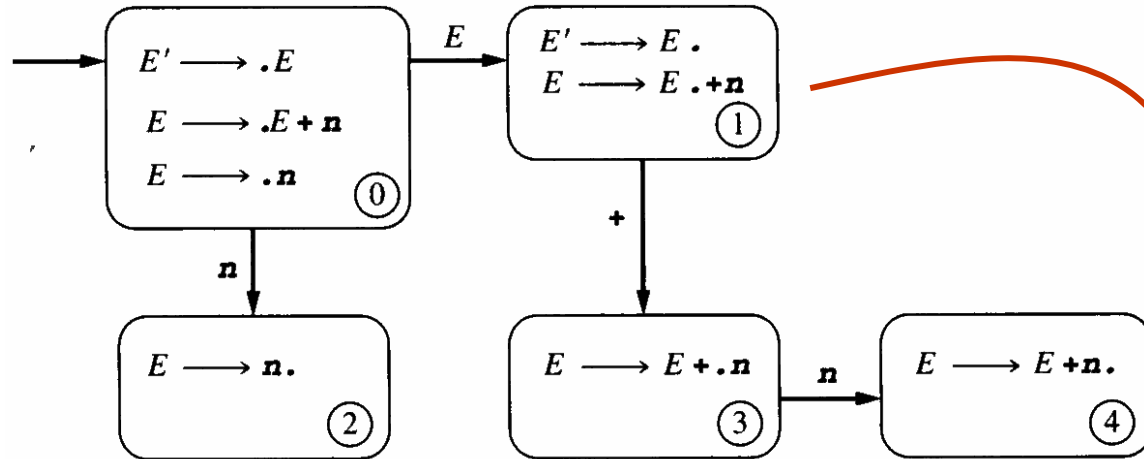 E' ⟶ .E
E ⟶ .E+n
E ⟶ .n
0
E
E' ⟶ E.
E ⟶ E.+n
1
n
+
E ⟶ n.
2
E ⟶ E+.n
3
n
E ⟶ E+n.
4